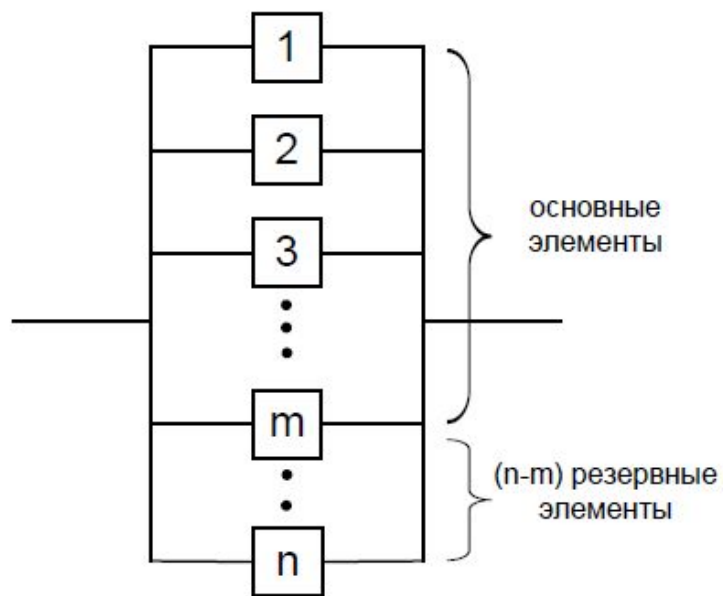 1
2
3
основные
элементы
m
(n-m) резервные
элементы
n